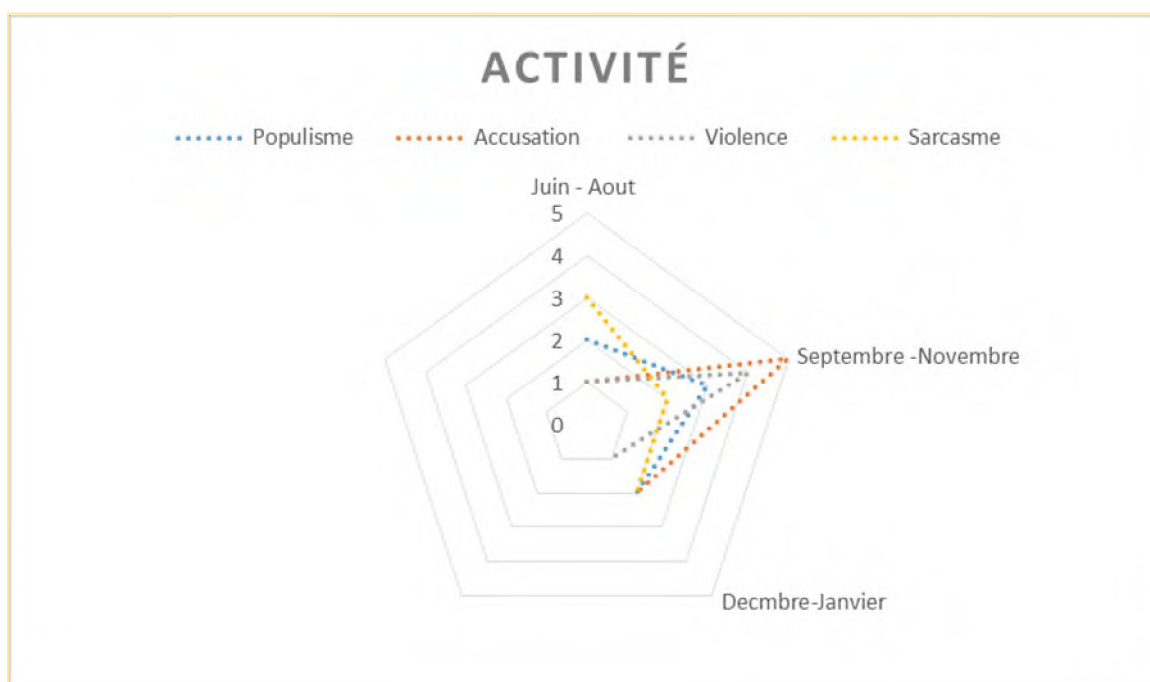 ACTIVITÉ
Populisme Accusation Violence Sarcasme
Juin - Aout
5
4
3
2
1
0
Septembre -Novembre
Decmbre-Janvier